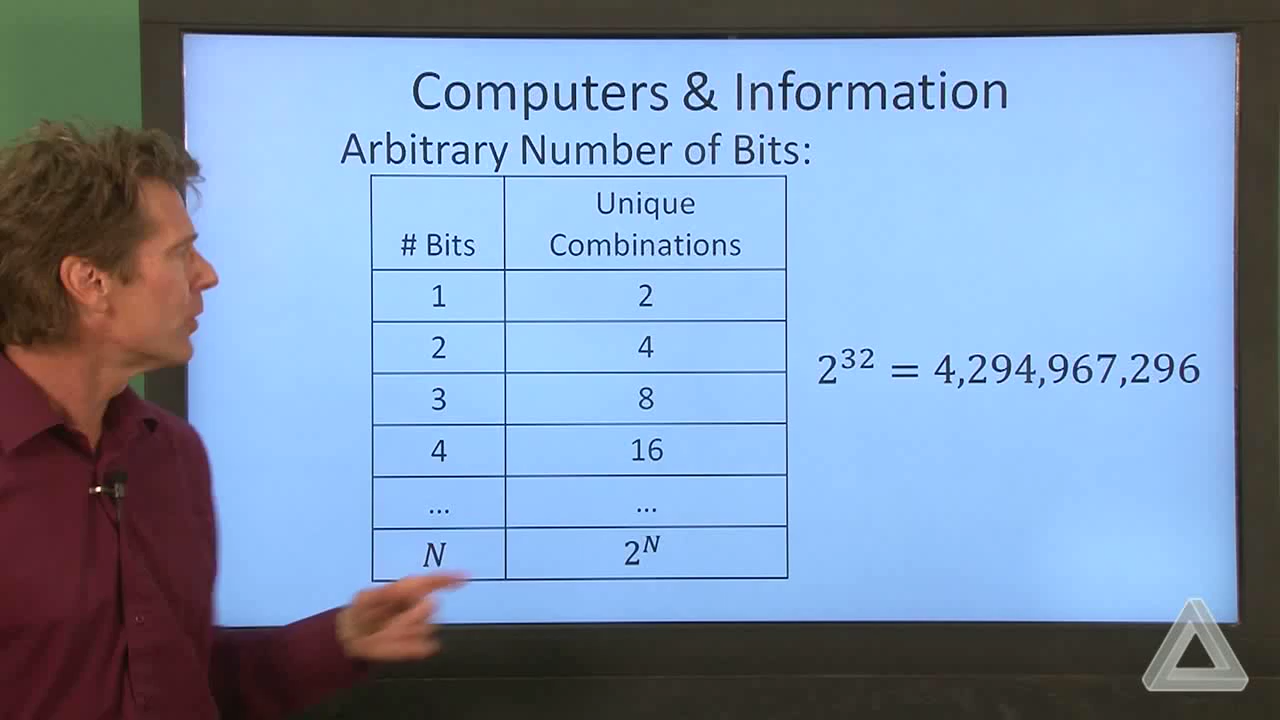 Computers & Information
Arbitrary Number of Bits:
# Bits Unique Combinations
1 2
2 4
3 8
4 16
... ...
N 2^N
2^32 = 4,294,967,296